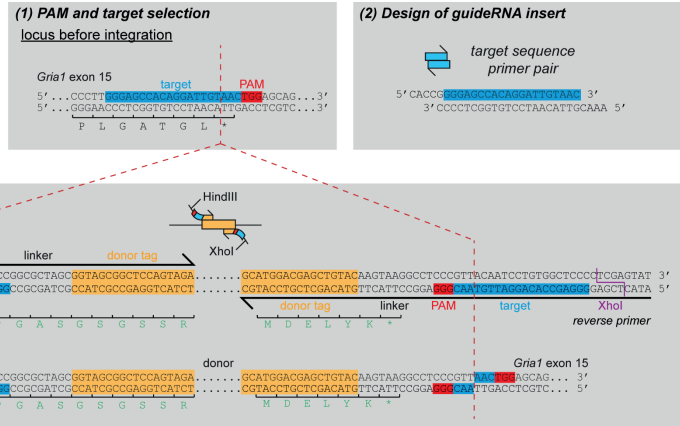 (1) PAM and target selection
locus before integration
Gria1 exon 15
target
PAM
5’ ...CCCTTGGGAGCCACAGGATTGTAACTGGAGCAG...3’
3’ ...GGGAACCCTCGGTGTCCTAACATTGACCTCGTC...5’
P L G A T G L *
(2) Design of guideRNA insert
target sequence
primer pair
5’CACCGGGGAGCCACAGGATTGTAAC 3’
3’CCCCTCGGTGTCCTAACATTGCAAA 5’
HindIII
XhoI
linker
donor tag
CCGGCGCTAGCGGTAGCGGCTCCAGTAGA.......GCATGGACGAGCTGTACAAGTAAGGCCTCCCGTTACAATCCTGTGGCTCCCCTCGAGTAT 3’
GGCCGCGATCGCCATCGCCGAGGTCATCT.......CGTACCTGCTCGACATGTTCATTCCGGAGGGCAATGTTAGGACACCGAGGGGAGCTCATA 5’
donor tag
linker
PAM
target
XhoI
reverse primer
G A S G S G S S R
M D E L Y K *
donor
Gria1 exon 15
CCGGCGCTAGCGGTAGCGGCTCCAGTAGA.......GCATGGACGAGCTGTACAAGTAAGGCCTCCCGTTAACTGGAGCAG... 3’
GGCCGCGATCGCCATCGCCGAGGTCATCT.......CGTACCTGCTCGACATGTTCATTCCGGAGGGCAATTGACCTCGTC... 5’
G A S G S G S S R
M D E L Y K *